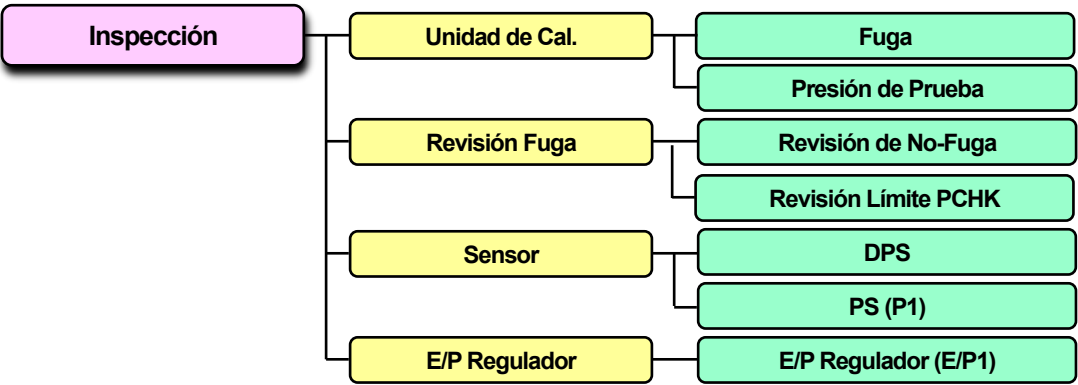 Inspección
Unidad de Cal.
Fuga
Presión de Prueba
Revisión Fuga
Revisión de No-Fuga
Revisión Límite PCHK
Sensor
DPS
PS (P1)
E/P Regulador
E/P Regulador (E/P1)